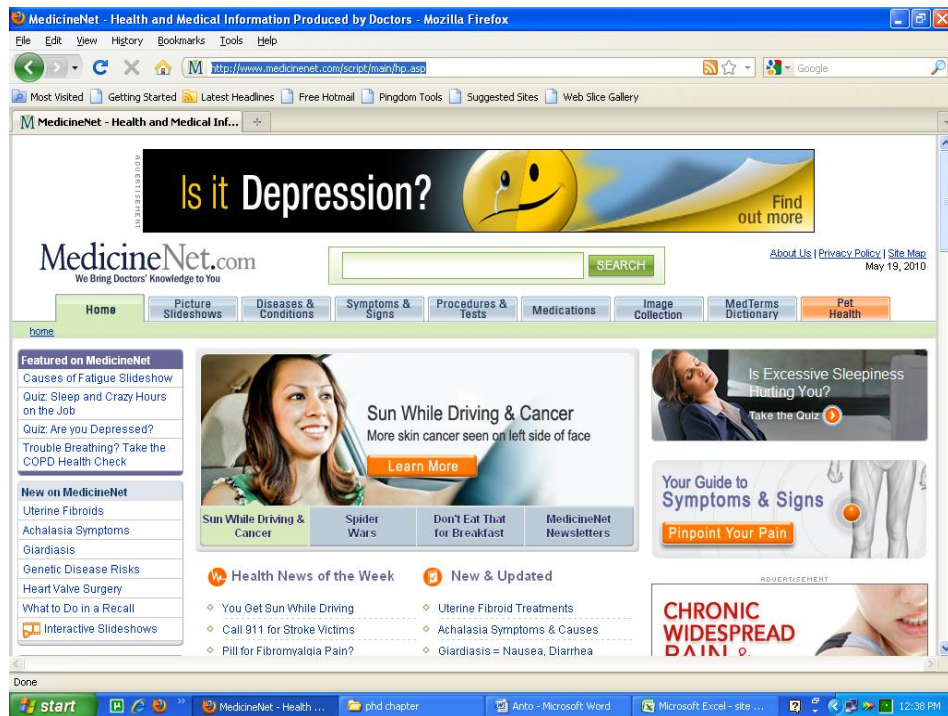 MedicineNet - Health and Medical Information Produced by Doctors - Mozilla Firefox
File Edit View History Bookmarks Tools Help
http://www.medicinenet.com/script/main/hp.asp
Google
Most Visited Getting Started Latest Headlines Free Hotmail Pingdom Tools Suggested Sites Web Slice Gallery
MedicineNet - Health and Medical Inf...
ADVERTISEMENT
Is it Depression?
Find
out more
MedicineNet.com
We Bring Doctors' Knowledge to You
SEARCH
About Us | Privacy Policy | Site Map
May 19, 2010
Home
Picture
Slideshows
Diseases &
Conditions
Symptoms &
Signs
Procedures &
Tests
Medications
Image
Collection
MedTerms
Dictionary
Pet
Health
home
Featured on MedicineNet
Causes of Fatigue Slideshow
Quiz: Sleep and Crazy Hours
on the Job
Quiz: Are you Depressed?
Trouble Breathing? Take the
COPD Health Check
New on MedicineNet
Uterine Fibroids
Achalasia Symptoms
Giardiasis
Genetic Disease Risks
Heart Valve Surgery
What to Do in a Recall
Interactive Slideshows
Sun While Driving & Cancer
More skin cancer seen on left side of face
Learn More
Sun While Driving &
Cancer
Spider
Wars
Don't Eat That
for Breakfast
MedicineNet
Newsletters
Health News of the Week
You Get Sun While Driving
Call 911 for Stroke Victims
Pill for Fibromyalgia Pain?
New & Updated
Uterine Fibroid Treatments
Achalasia Symptoms & Causes
Giardiasis = Nausea, Diarrhea
Is Excessive Sleepiness
Hurting You?
Take the Quiz
Your Guide to
Symptoms & Signs
Pinpoint Your Pain
ADVERTISEMENT
CHRONIC
WIDESPREAD
PAIN &
Done
start
MedicineNet - Health ...
phd chapter
Anto - Microsoft Word
Microsoft Excel - site ...
12:38 PM